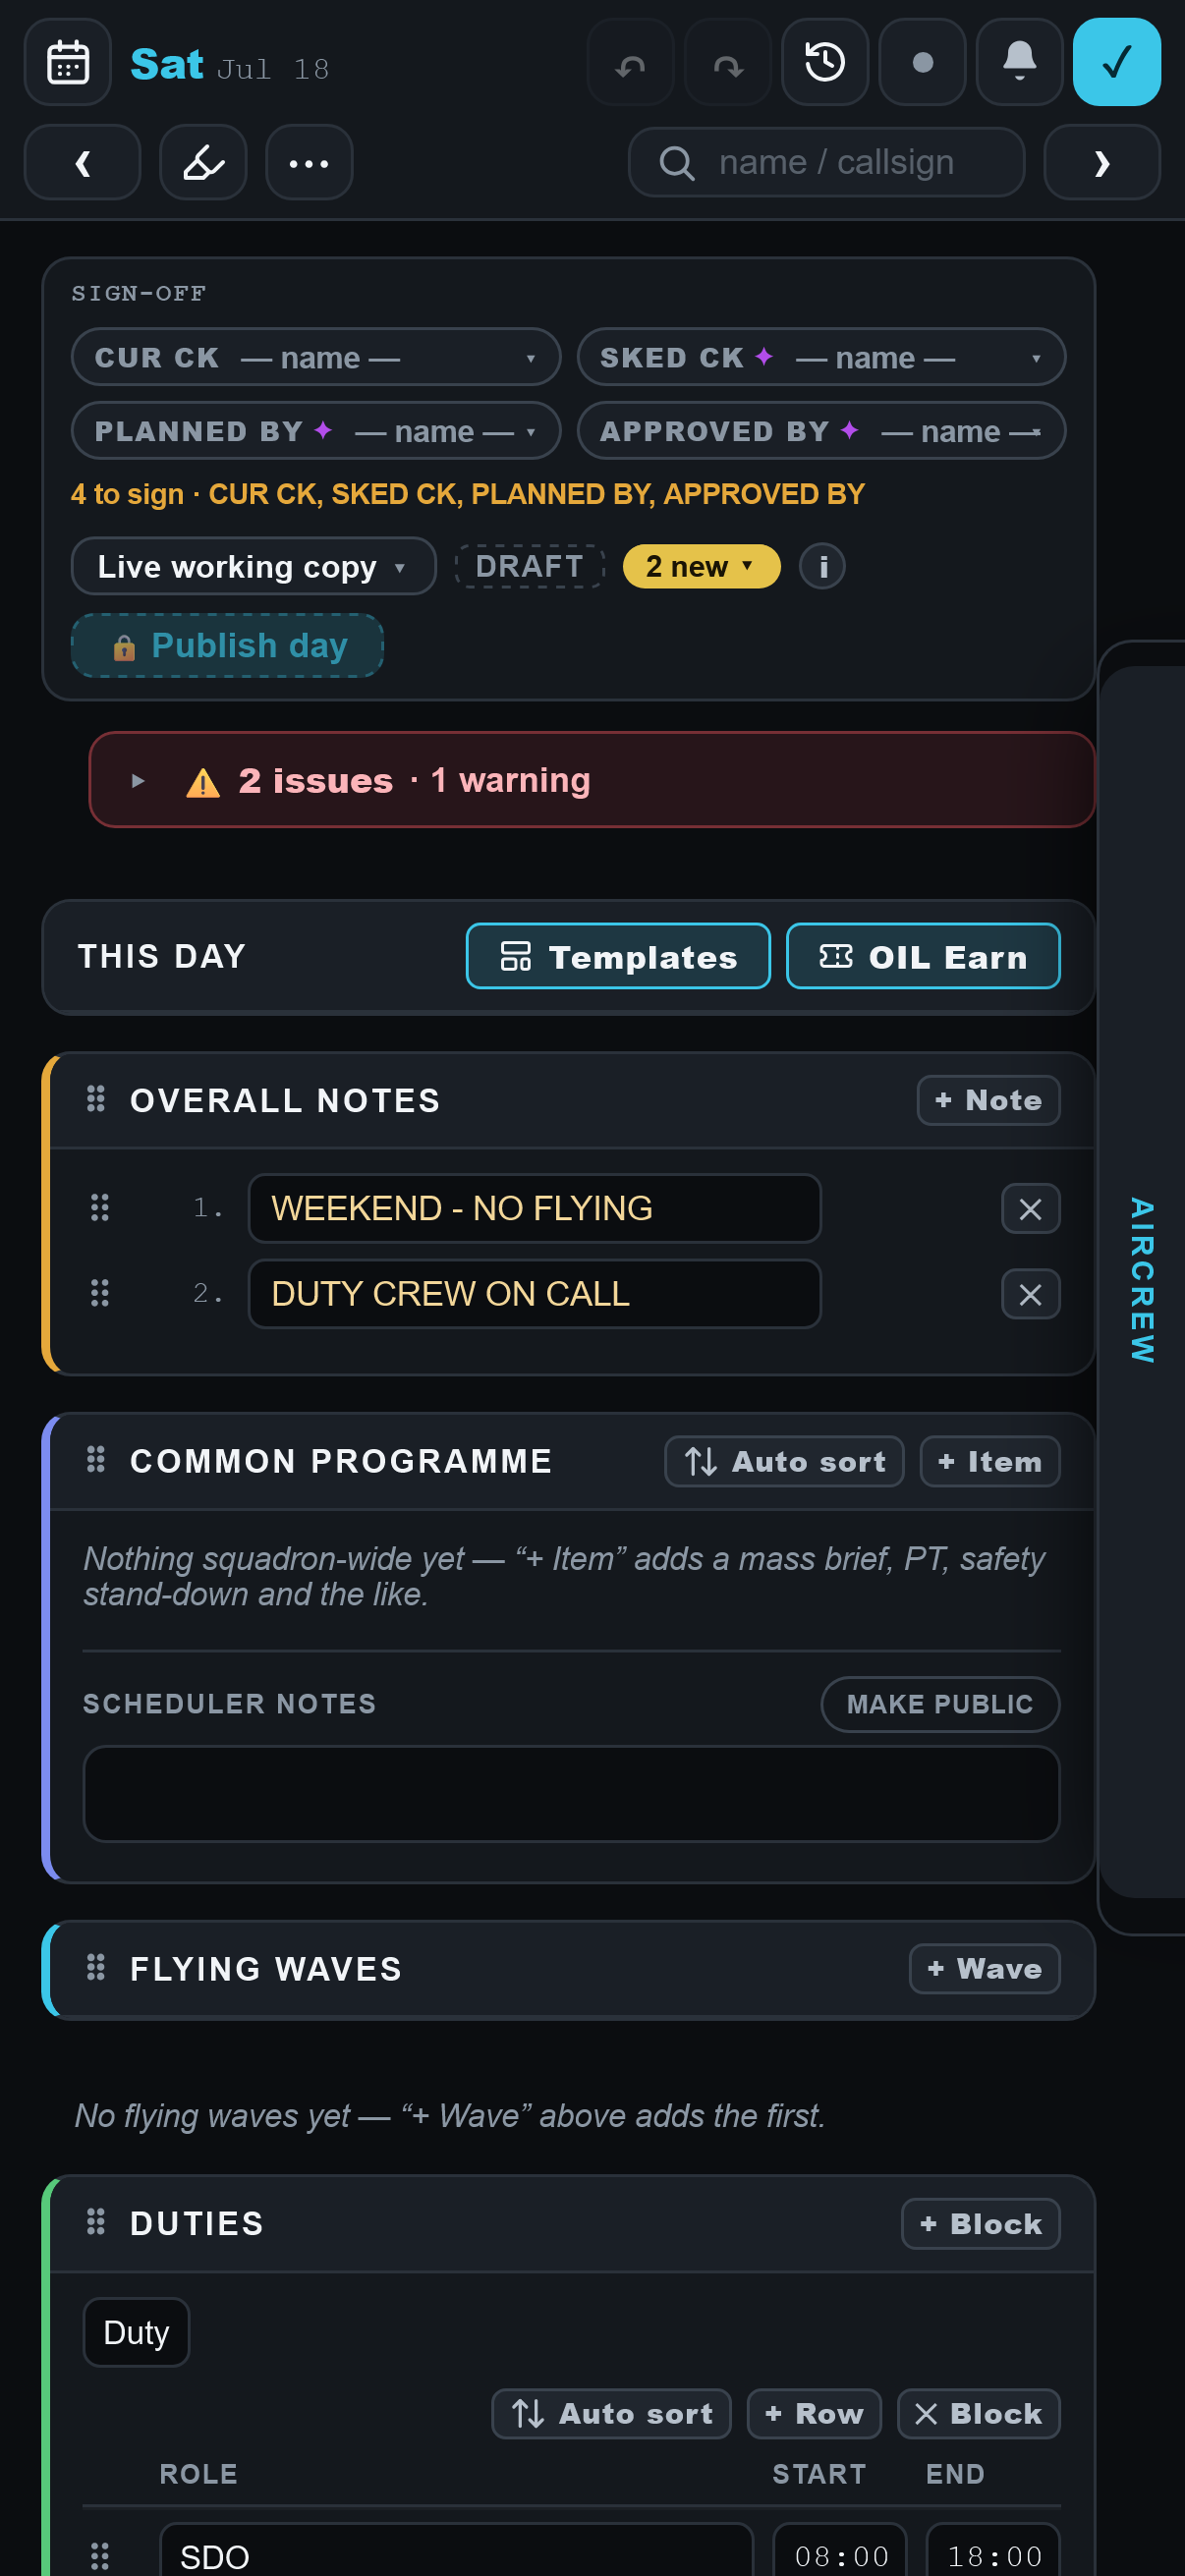 Sat Jul 18
name / callsign
SIGN-OFF
CUR CK — name —
SKED CK ✦ — name —
PLANNED BY ✦ — name —
APPROVED BY ✦ — name —
4 to sign · CUR CK, SKED CK, PLANNED BY, APPROVED BY
Live working copy DRAFT 2 new i
Publish day
2 issues · 1 warning
THIS DAY Templates OIL Earn
OVERALL NOTES + Note
1. WEEKEND - NO FLYING
2. DUTY CREW ON CALL
AIRCREW
COMMON PROGRAMME Auto sort + Item
Nothing squadron-wide yet — “+ Item” adds a mass brief, PT, safety
stand-down and the like.
SCHEDULER NOTES MAKE PUBLIC
FLYING WAVES + Wave
No flying waves yet — “+ Wave” above adds the first.
DUTIES + Block
Duty
Auto sort + Row × Block
ROLE START END
SDO 08:00 18:00